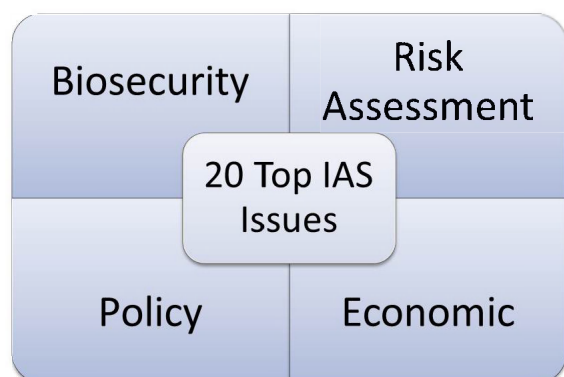 Biosecurity
Risk
Assessment
20 Top IAS
Issues
Policy
Economic